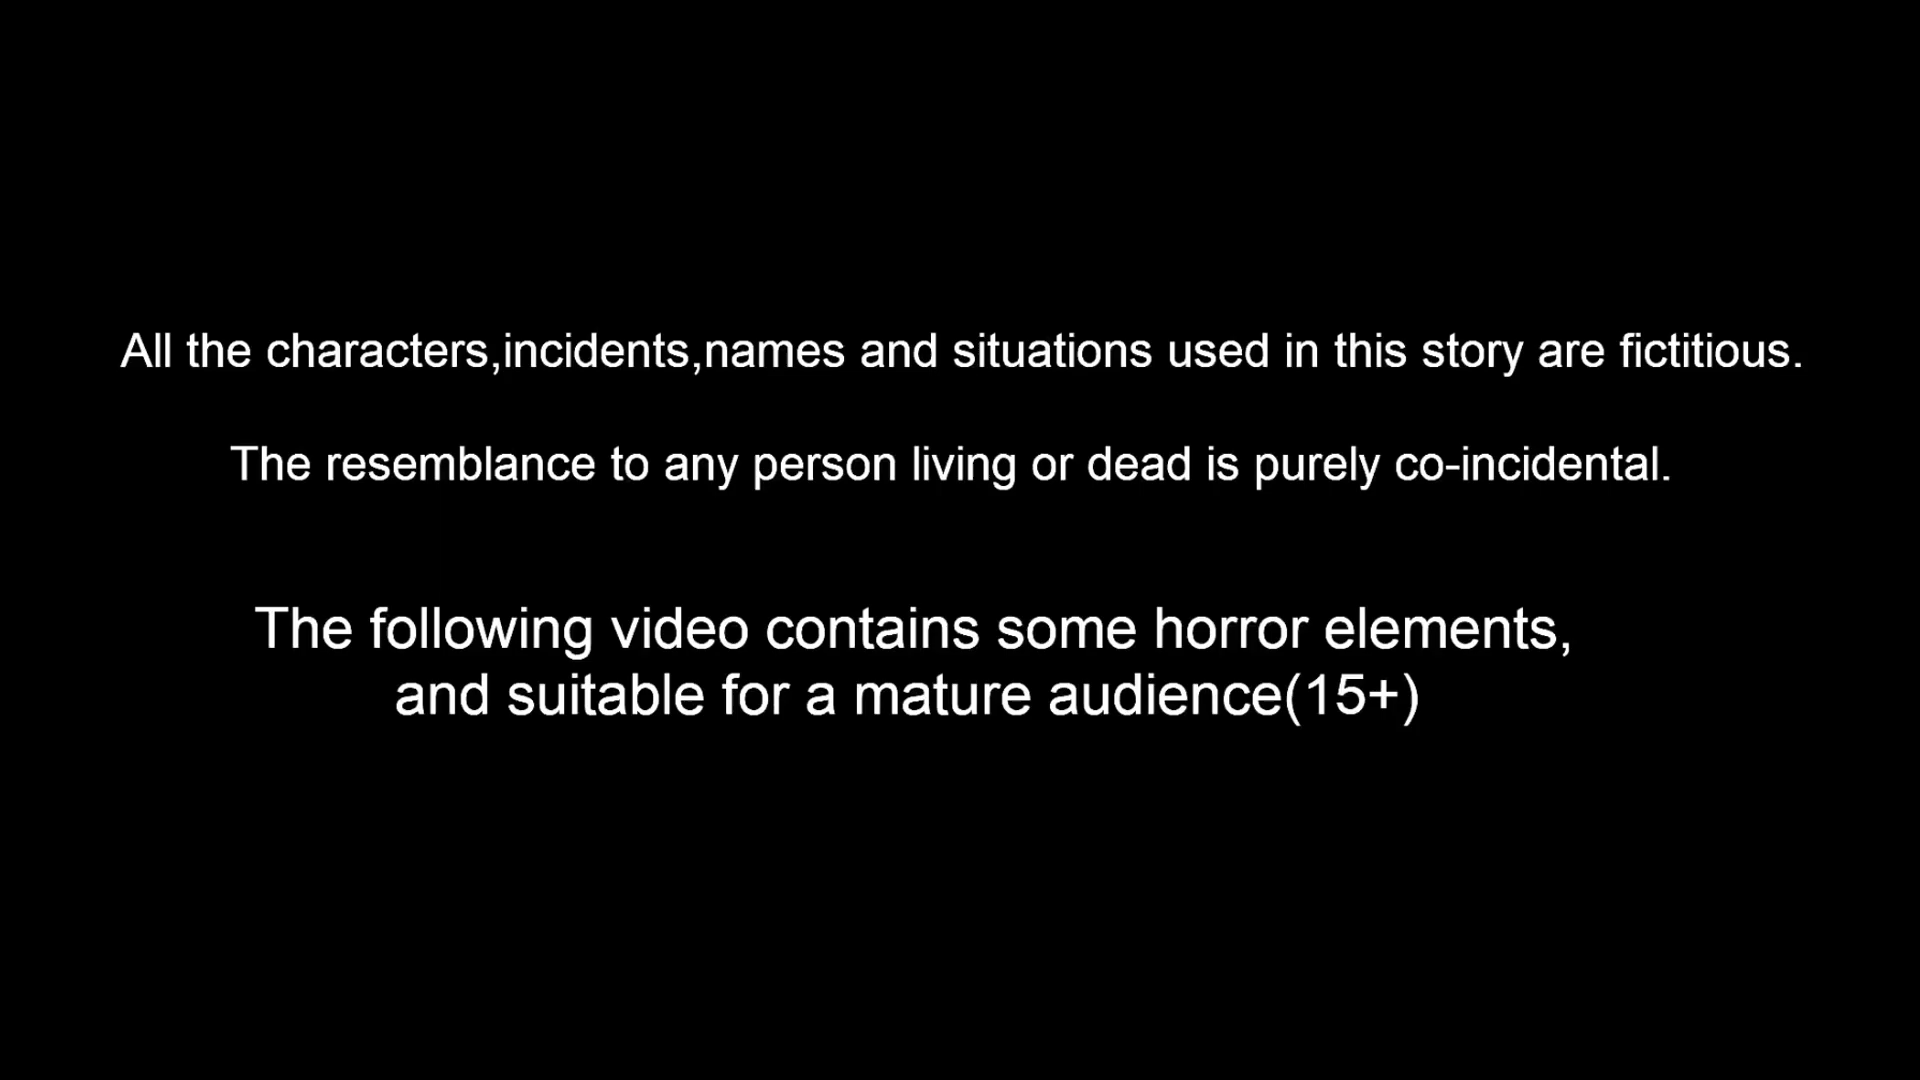 All the characters,incidents,names and situations used in this story are fictitious.
The resemblance to any person living or dead is purely co-incidental.
The following video contains some horror elements,
and suitable for a mature audience(15+)